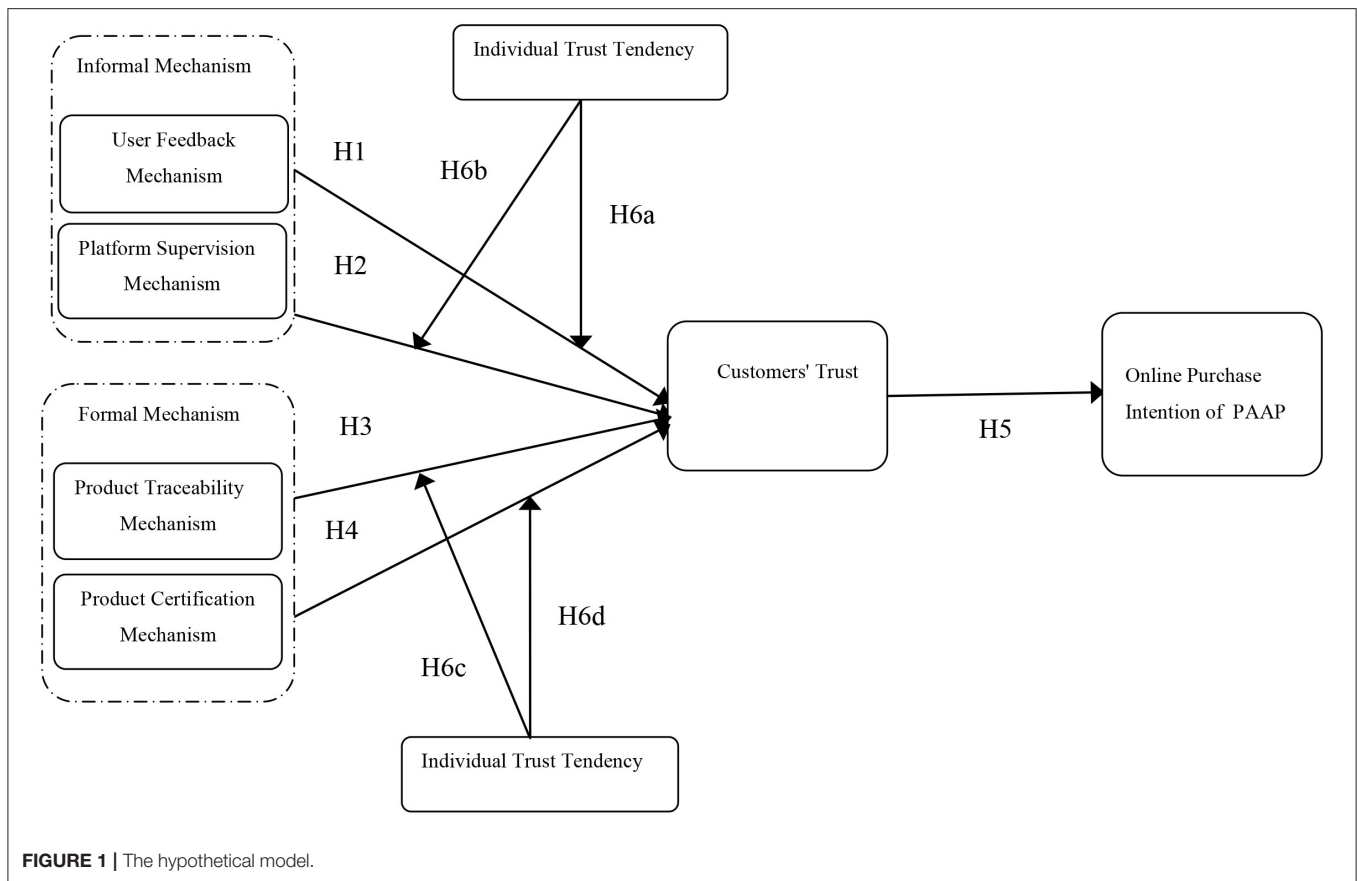 Informal Mechanism
User Feedback
Mechanism
Platform Supervision
Mechanism
Individual Trust Tendency
H1
H2
H6b
H6a
Formal Mechanism
Product Traceability
Mechanism
Product Certification
Mechanism
H3
H4
H6c
H6d
Individual Trust Tendency
Customers' Trust
H5
Online Purchase
Intention of PAAP
FIGURE 1 | The hypothetical model.